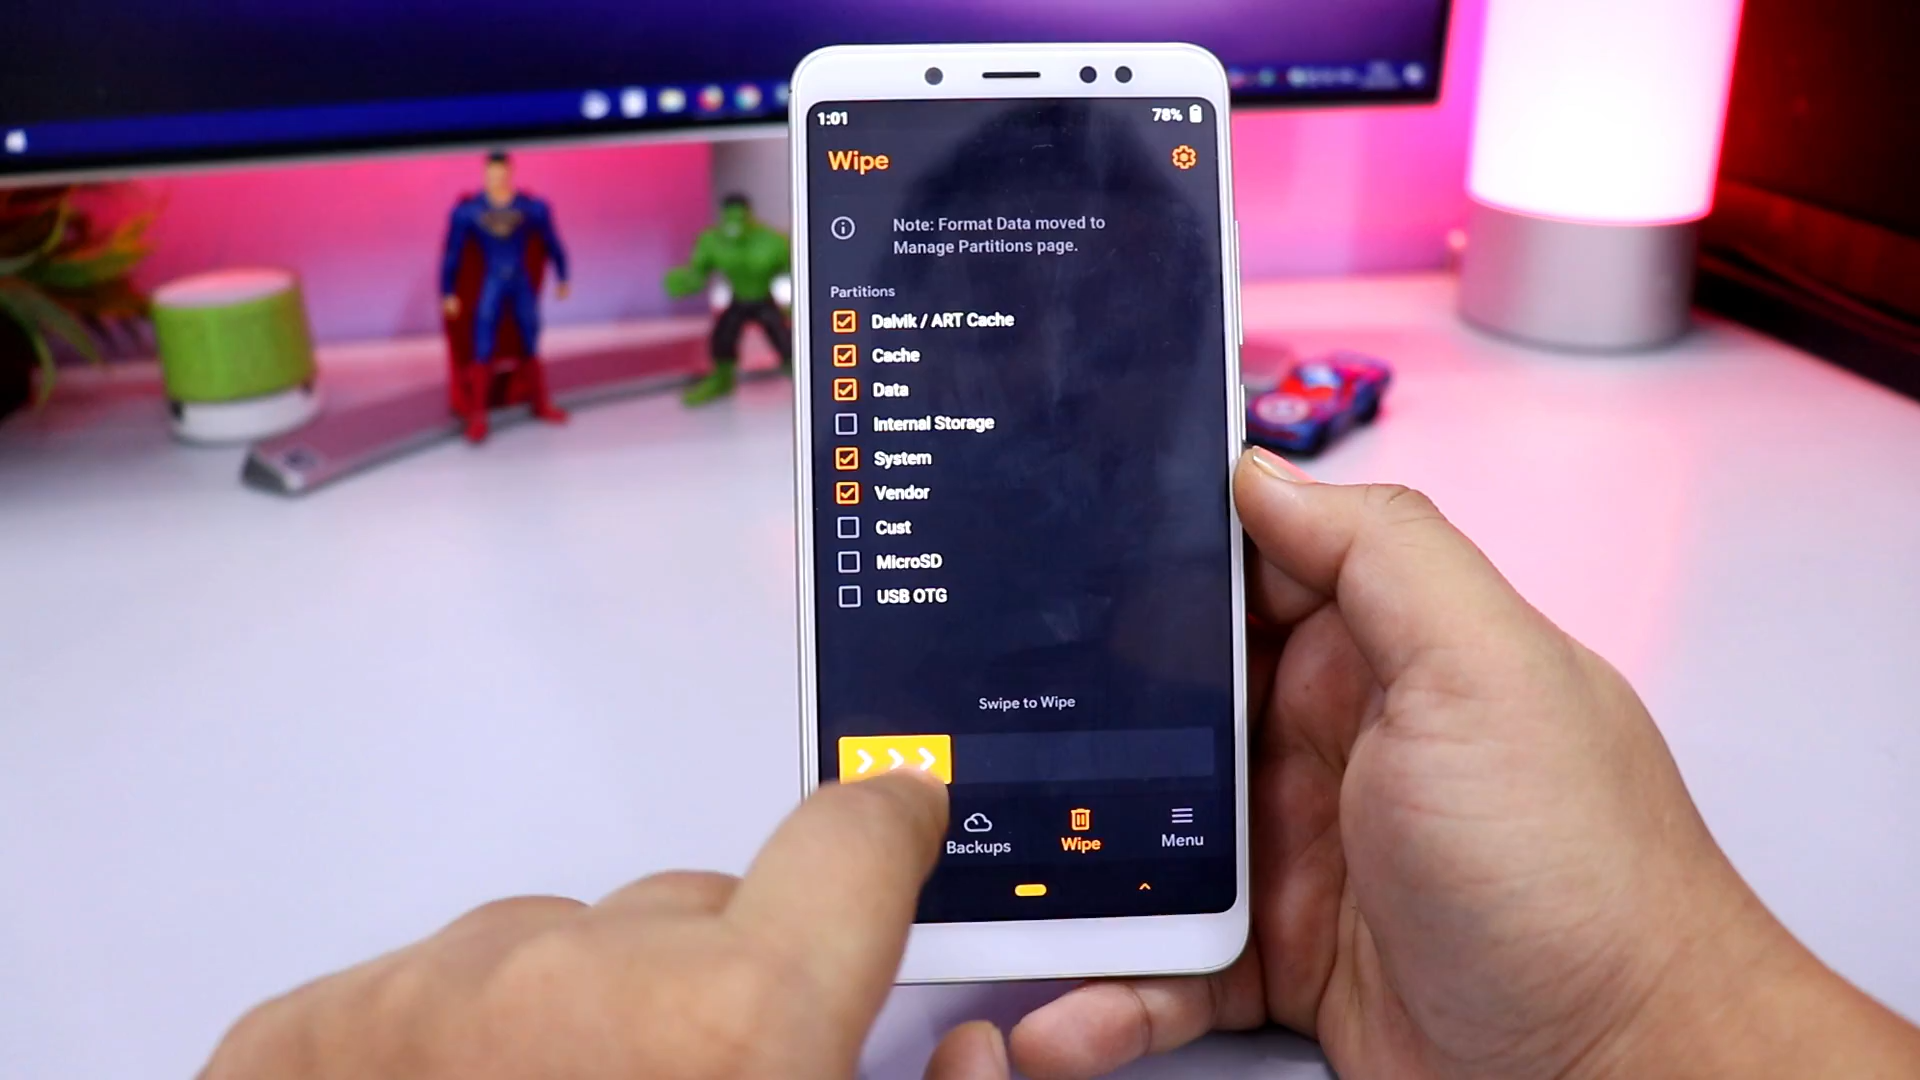 1:01
78%
Wipe
Note: Format Data moved to
Manage Partitions page.
Partitions
Dalvik / ART Cache
Cache
Data
Internal Storage
System
Vendor
Cust
MicroSD
USB OTG
Swipe to Wipe
Backups
Wipe
Menu